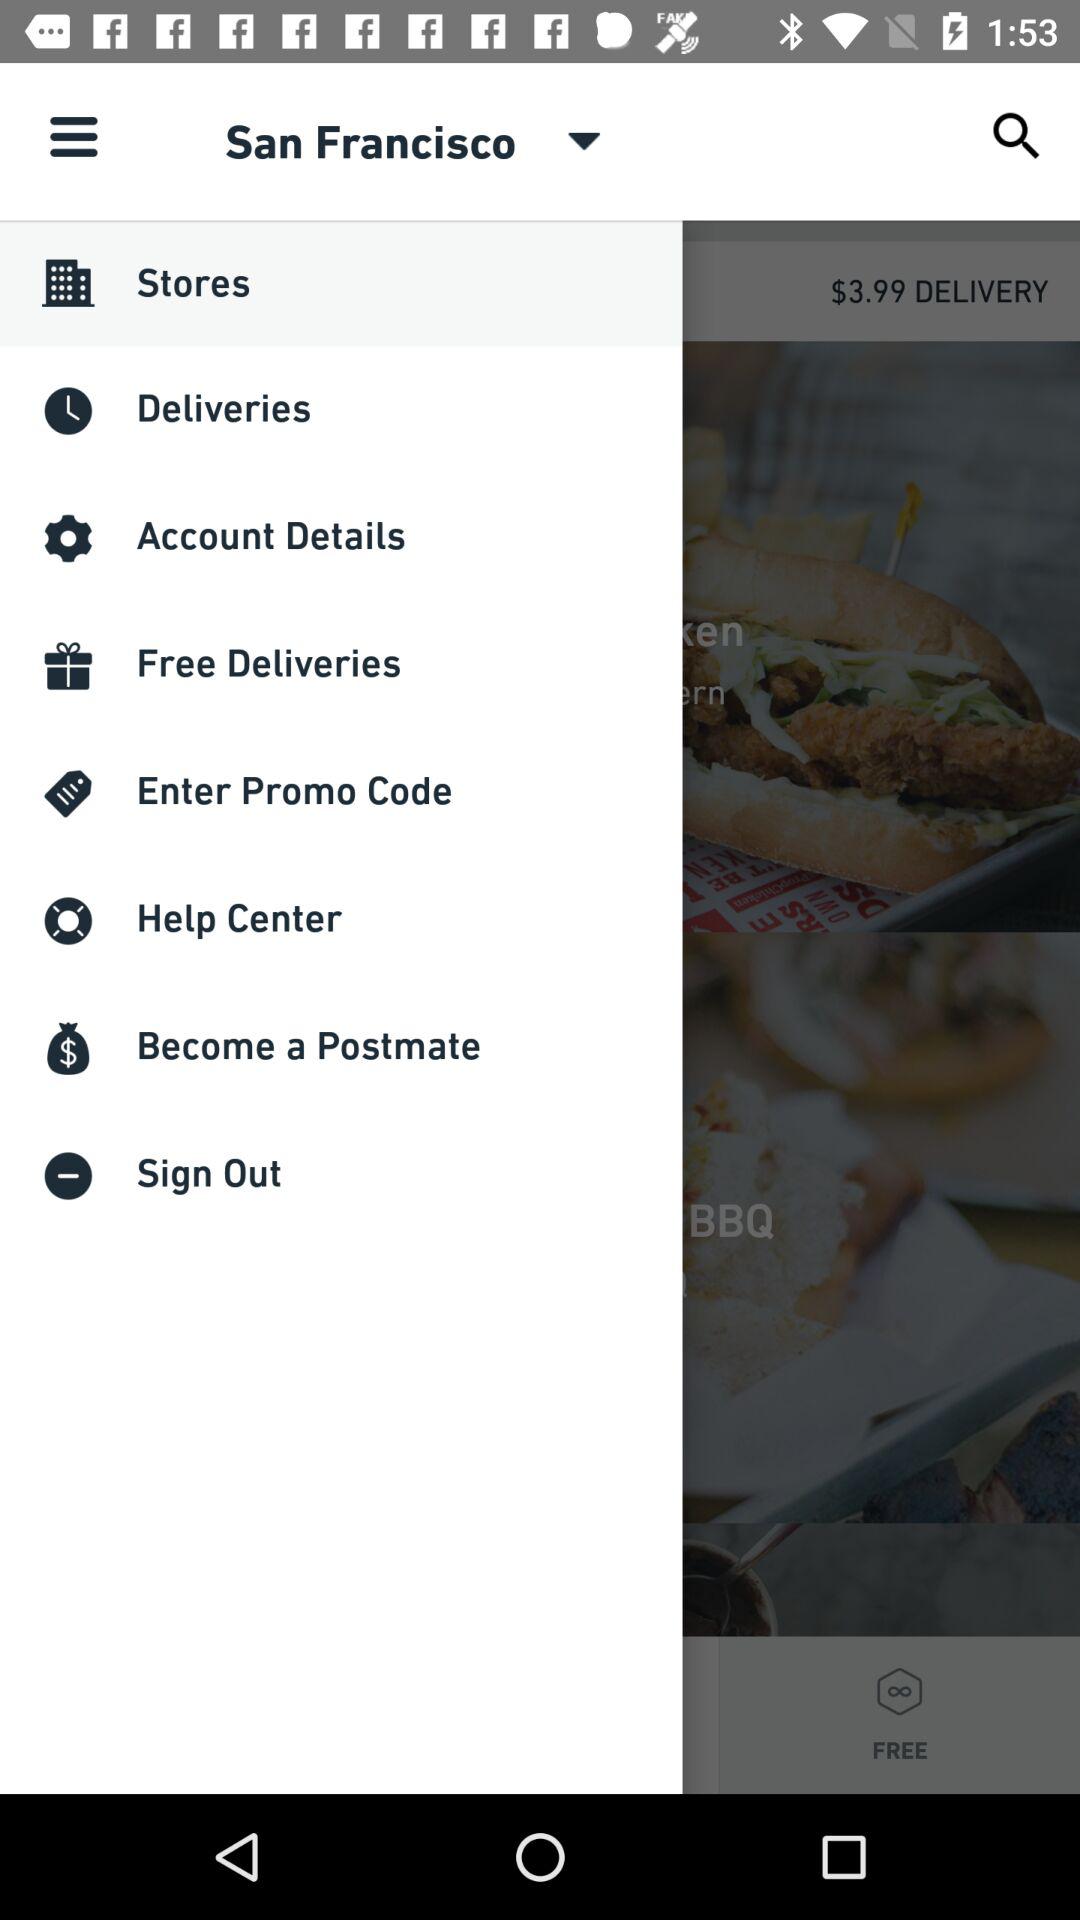 FAKE
1:53
San Francisco
Stores
$3.99 DELIVERY
Deliveries
Account Details
Free Deliveries
ken
ern
Enter Promo Code
Help Center
Become a Postmate
Sign Out
BBQ
FREE